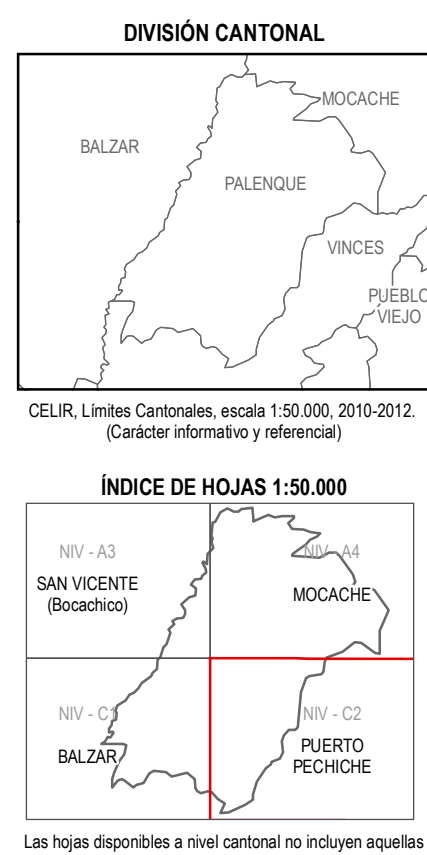 DIVISIÓN CANTONAL
MOCACHE
BALZAR
PALENQUE
VINCES
PUEBLO
VIEJO
CELIR, Límites Cantonales, escala 1:50.000, 2010-2012.
(Carácter informativo y referencial)
ÍNDICE DE HOJAS 1:50.000
NIV - A3
NIV - A4
SAN VICENTE
(Bocachico)
MOCACHE
NIV - C1
NIV - C2
BALZAR
PUERTO
PECHICHE
Las hojas disponibles a nivel cantonal no incluyen aquellas